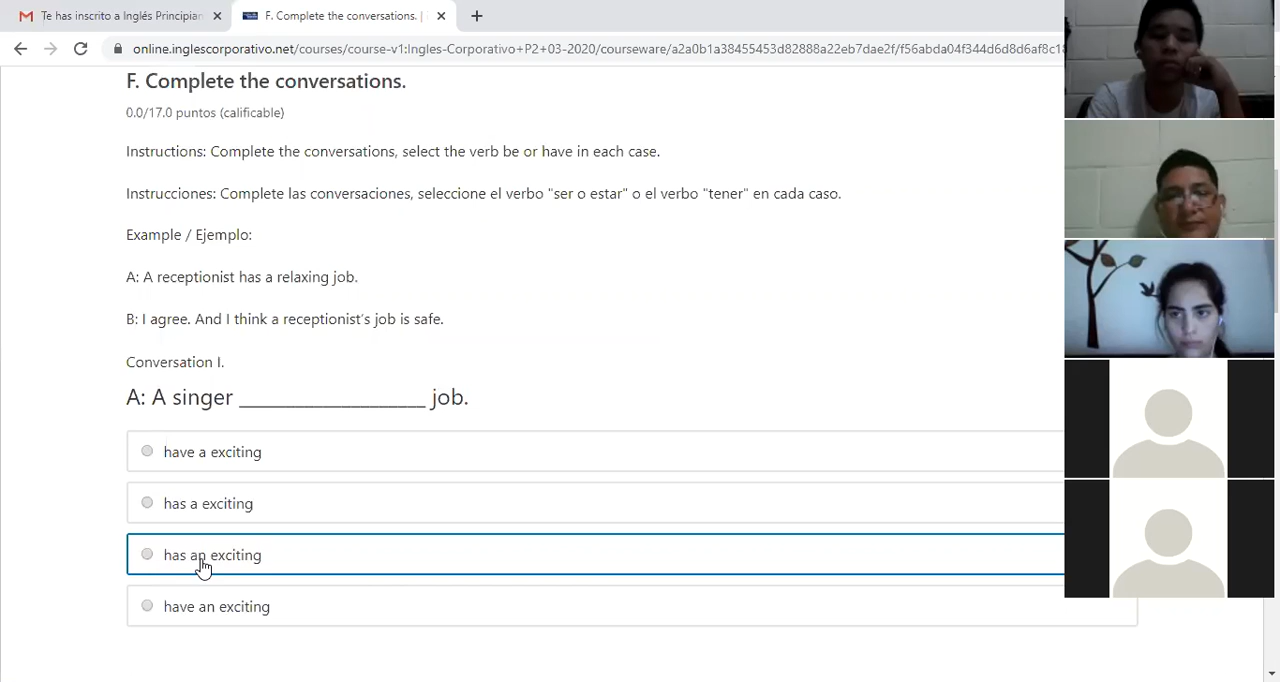 Te has inscrito a Inglés Principian
F. Complete the conversations. |
online.inglescorporativo.net/courses/course-v1:Ingles-Corporativo+P2+03-2020/courseware/a2a0b1a38455453d82888a22eb7dae2f/f56abda04f344d6d8d6af8c18
F. Complete the conversations.
0.0/17.0 puntos (calificable)
Instructions: Complete the conversations, select the verb be or have in each case.
Instrucciones: Complete las conversaciones, seleccione el verbo "ser o estar" o el verbo "tener" en cada caso.
Example / Ejemplo:
A: A receptionist has a relaxing job.
B: I agree. And I think a receptionist's job is safe.
Conversation I.
A: A singer ____________________ job.
have a exciting
has a exciting
has an exciting
have an exciting